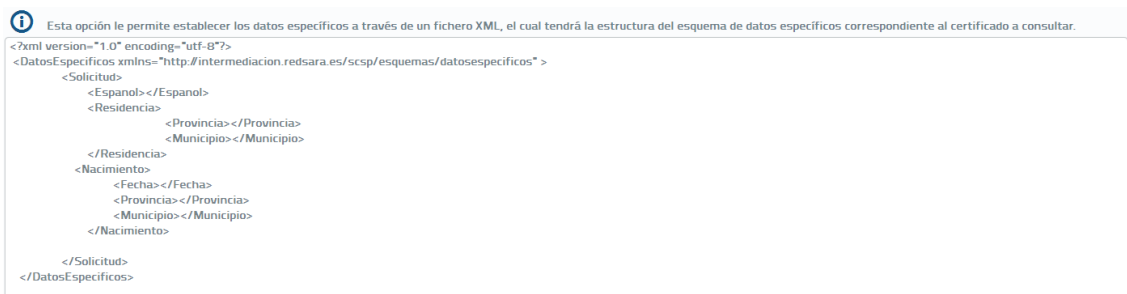 Esta opción le permite establecer los datos específicos a través de un fichero XML, el cual tendrá la estructura del esquema de datos específicos correspondiente al certificado a consultar.
<?xml version="1.0" encoding="utf-8"?>
<DatosEspecificos xmlns="http://intermediacion.redsara.es/scsp/esquemas/datosespecificos" >
<Solicitud>
<Espanol></Espanol>
<Residencia>
<Provincia></Provincia>
<Municipio></Municipio>
</Residencia>
<Nacimiento>
<Fecha></Fecha>
<Provincia></Provincia>
<Municipio></Municipio>
</Nacimiento>
</Solicitud>
</DatosEspecificos>